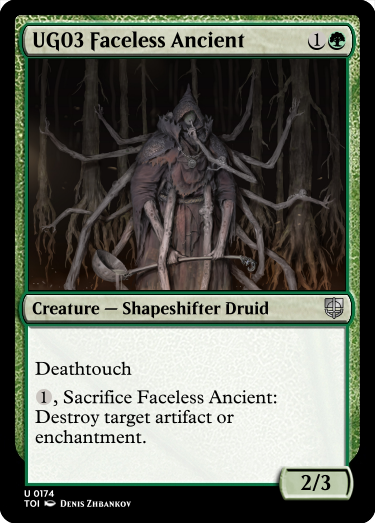 UG03 Faceless Ancient 1
Creature — Shapeshifter Druid
Deathtouch
1, Sacrifice Faceless Ancient:
Destroy target artifact or
enchantment.
2/3
U 0174
TOI Denis Zhbankov